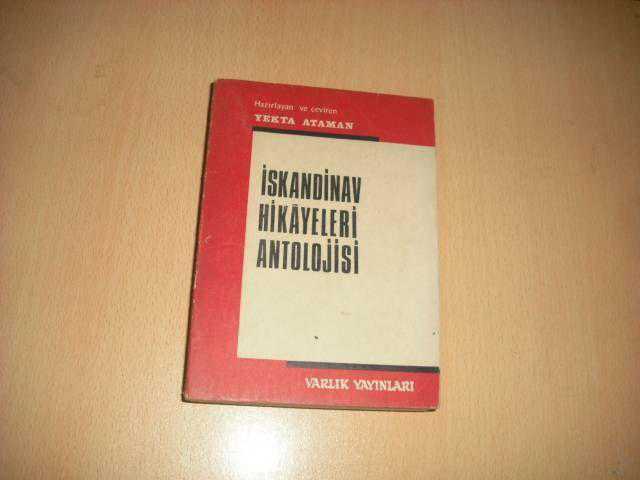 Hazırlayan ve çeviren
YEKTA ATAMAN
İSKANDİNAV
HİKÂYELERİ
ANTOLOJİSİ
VARLIK YAYINLARI